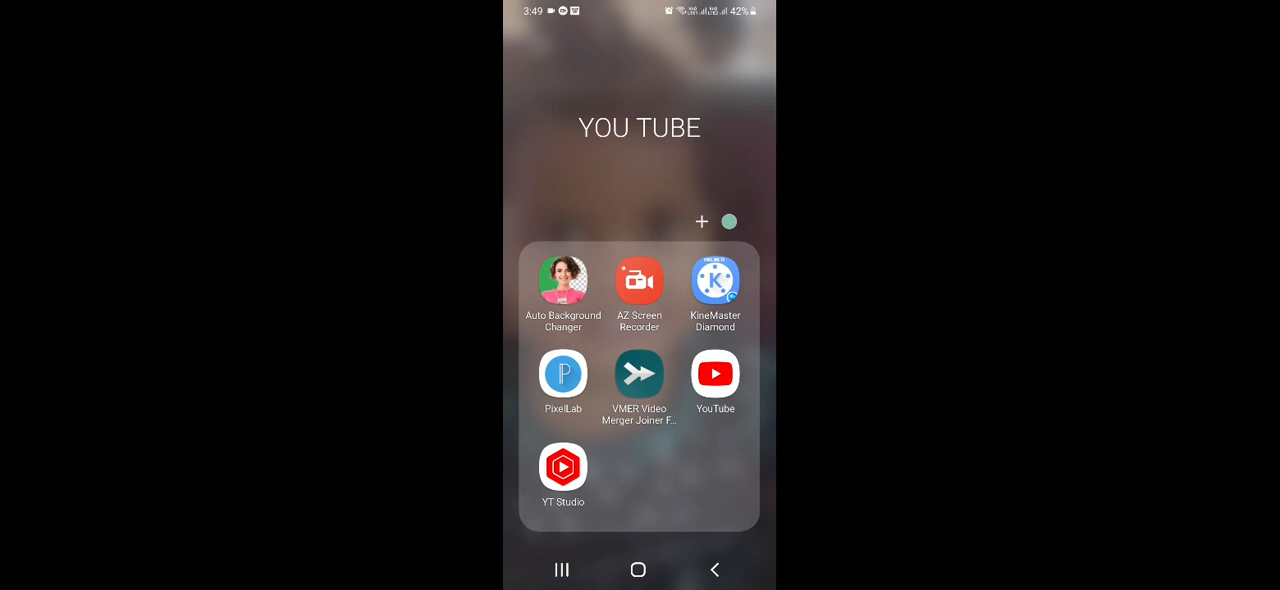 3:49 42%
YOU TUBE
Auto Background
Changer
AZ Screen
Recorder
KineMaster
Diamond
PixelLab
VMER Video
Merger Joiner F...
YouTube
YT Studio